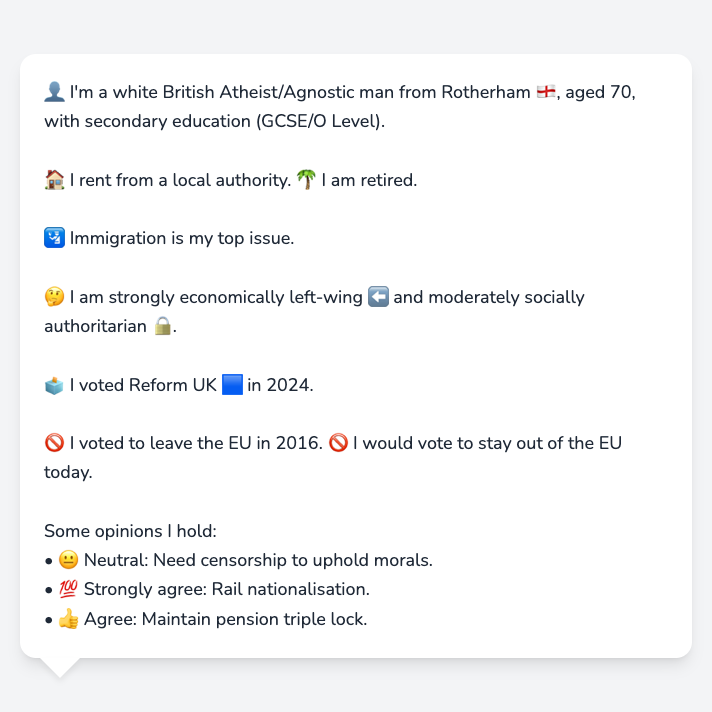 👤 I'm a white British Atheist/Agnostic man from Rotherham 🏴󠁧󠁢󠁥󠁮󠁧󠁿, aged 70,
with secondary education (GCSE/O Level).
🏠 I rent from a local authority. 🌴 I am retired.
🛂 Immigration is my top issue.
🤔 I am strongly economically left-wing ⬅️ and moderately socially
authoritarian 🔒.
🗳️ I voted Reform UK 🟦 in 2024.
🚫 I voted to leave the EU in 2016. 🚫 I would vote to stay out of the EU
today.
Some opinions I hold:
• 😐 Neutral: Need censorship to uphold morals.
• 💯 Strongly agree: Rail nationalisation.
• 👍 Agree: Maintain pension triple lock.